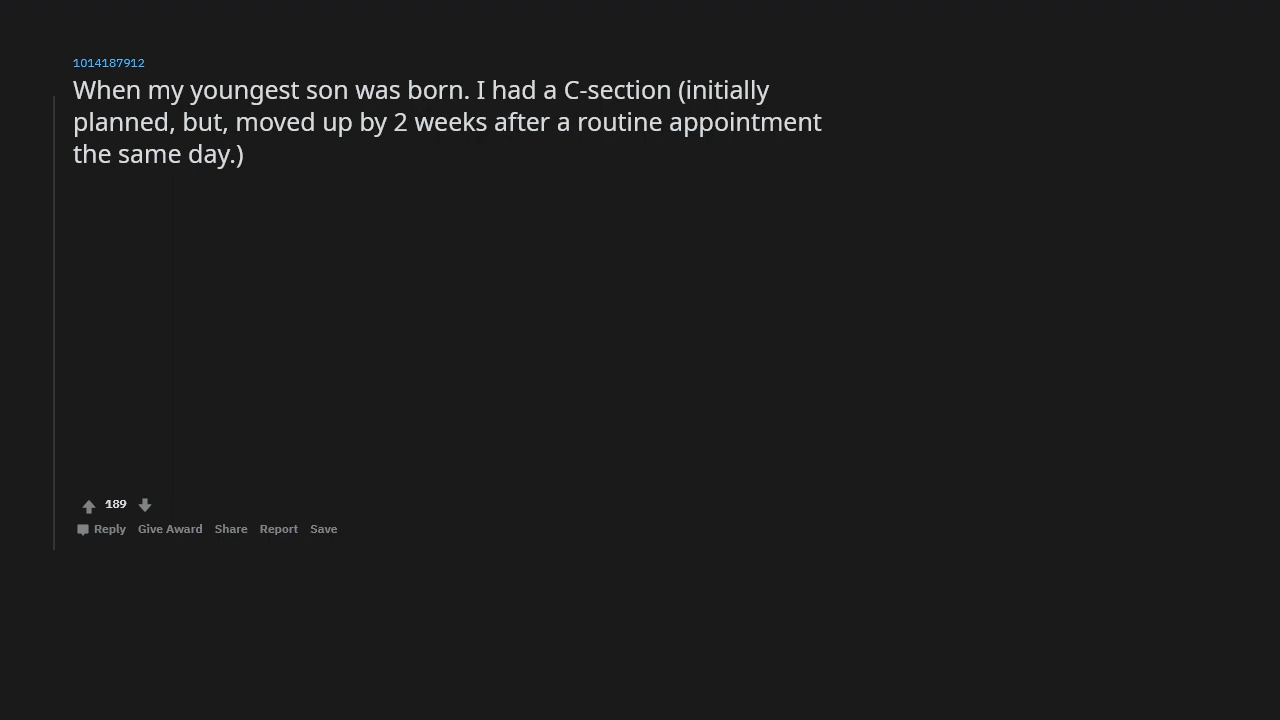 1014187912
When my youngest son was born. I had a C-section (initially
planned, but, moved up by 2 weeks after a routine appointment
the same day.)
189
Reply Give Award Share Report Save